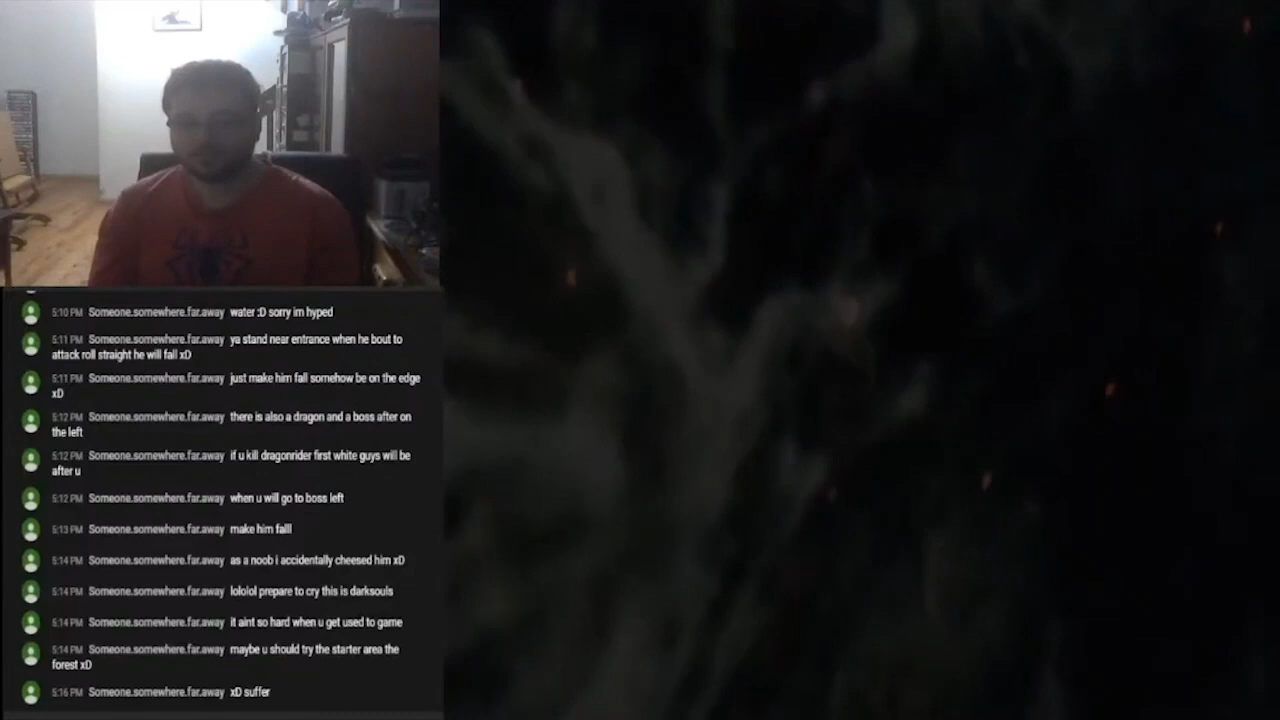 5:10 PM Someone.somewhere.far.away water :D sorry im hyped
5:11 PM Someone.somewhere.far.away ya stand near entrance when he bout to
attack roll straight he will fall xD
5:11 PM Someone.somewhere.far.away just make him fall somehow be on the edge
xD
5:12 PM Someone.somewhere.far.away there is also a dragon and a boss after on
the left
5:12 PM Someone.somewhere.far.away if u kill dragonrider first white guys will be
after u
5:12 PM Someone.somewhere.far.away when u will go to boss left
5:13 PM Someone.somewhere.far.away make him falll
5:14 PM Someone.somewhere.far.away as a noob i accidentally cheesed him xD
5:14 PM Someone.somewhere.far.away lololol prepare to cry this is darksouls
5:14 PM Someone.somewhere.far.away it aint so hard when u get used to game
5:14 PM Someone.somewhere.far.away maybe u should try the starter area the
forest xD
5:16 PM Someone.somewhere.far.away xD suffer